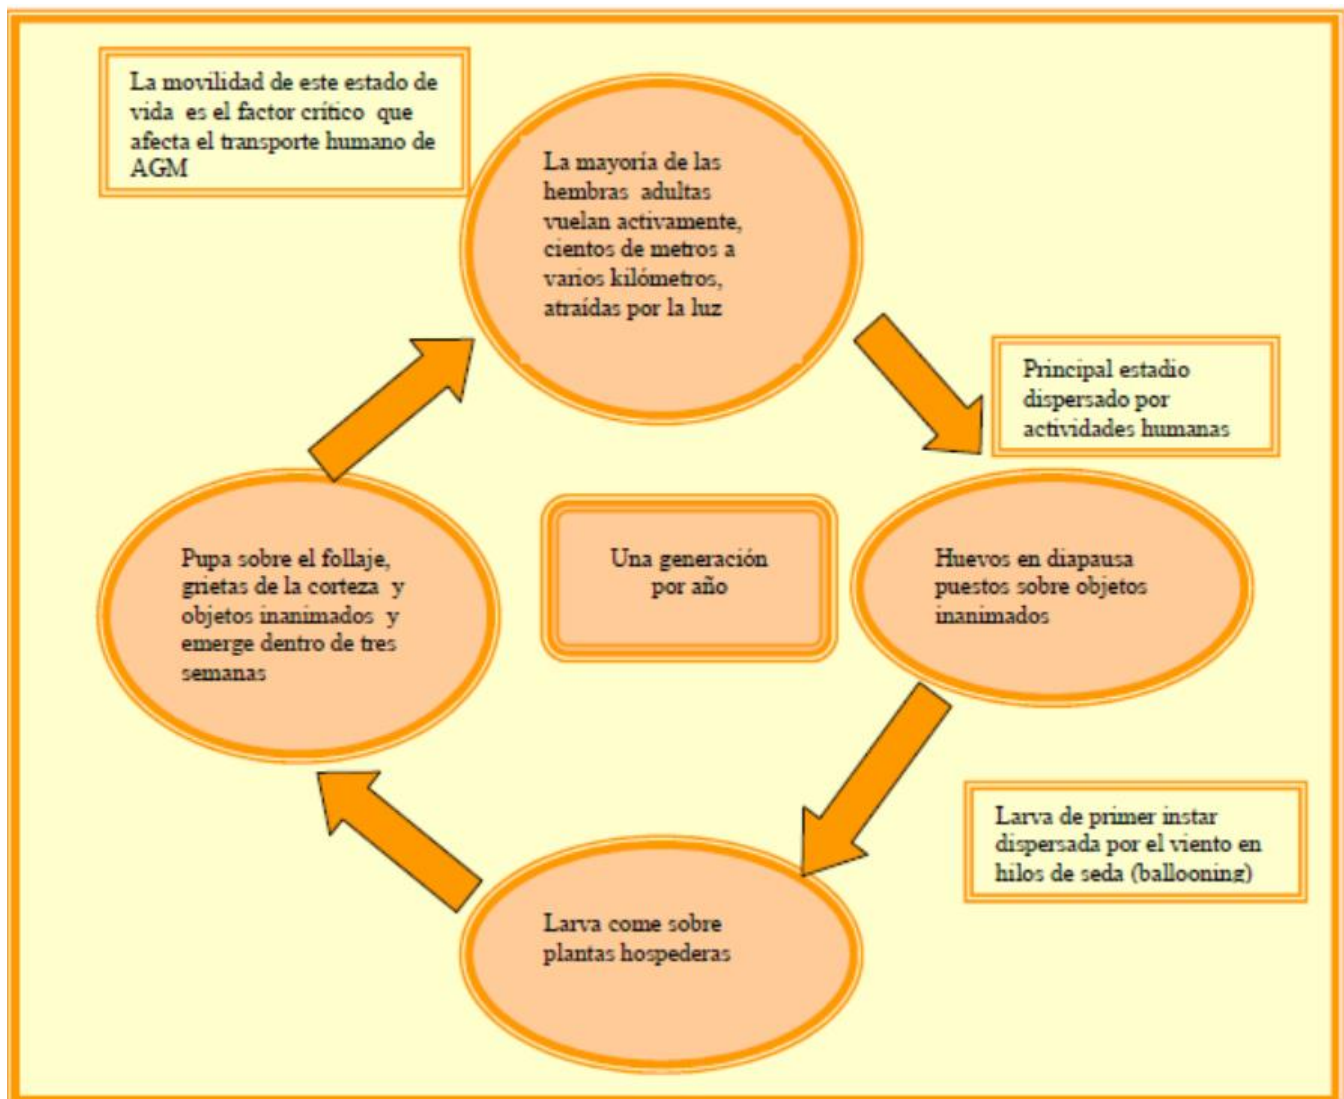 La movilidad de este estado de
vida es el factor crítico que
afecta el transporte humano de
AGM
La mayoría de las
hembras adultas
vuelan activamente,
cientos de metros a
varios kilómetros,
atraídas por la luz
Principal estadio
dispersado por
actividades humanas
Pupa sobre el follaje,
grietas de la corteza y
objetos inanimados y
emerge dentro de tres
semanas
Una generación
por año
Huevos en diapausa
puestos sobre objetos
inanimados
Larva de primer instar
dispersada por el viento en
hilos de seda (ballooning)
Larva come sobre
plantas hospederas